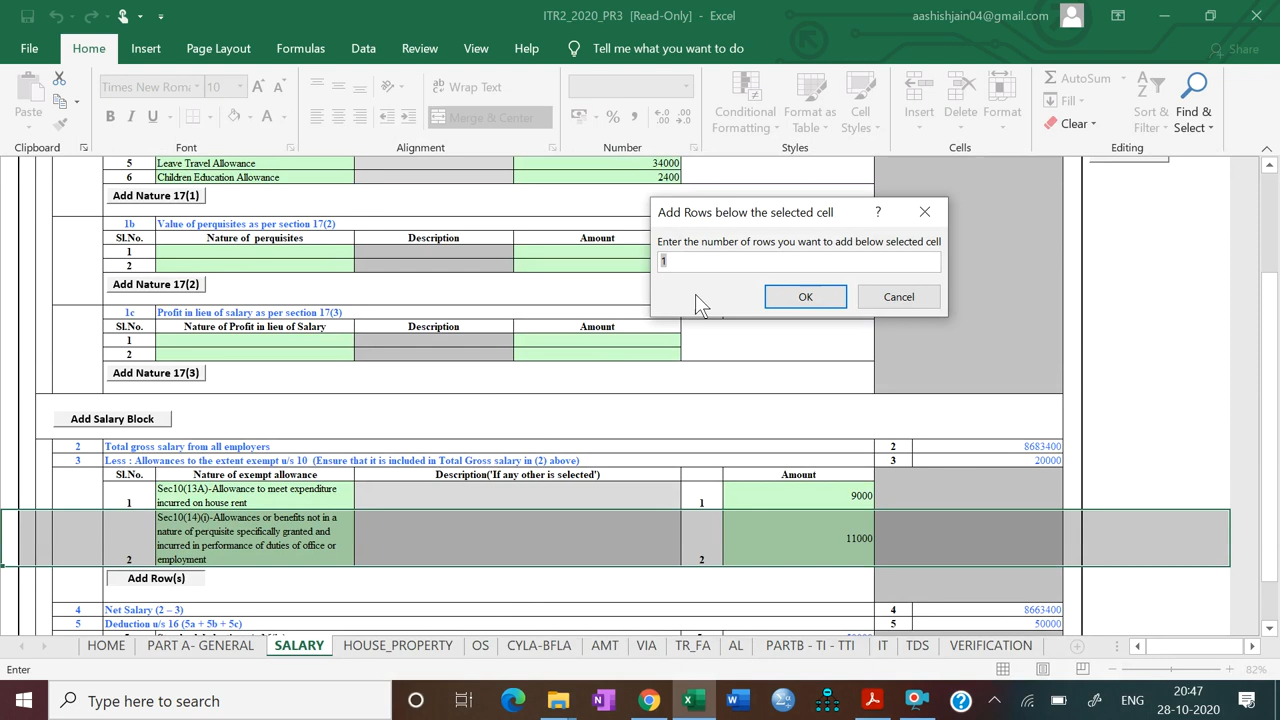 ITR2_2020_PR3 [Read-Only] - Excel
aashishjain04@gmail.com
File Home Insert Page Layout Formulas Data Review View Help Tell me what you want to do Share
Paste
Clipboard
Times New Roma 10
B I U A
Font
Wrap Text
Merge & Center
Alignment
% ,
Number
Conditional Formatting
Format as Table
Cell Styles
Styles
Insert Delete Format
Cells
AutoSum
Fill
Clear
Sort & Filter
Find & Select
Editing
5 Leave Travel Allowance 34000
6 Children Education Allowance 2400
Add Nature 17(1)
1b Value of perquisites as per section 17(2)
Sl.No. Nature of perquisites Description Amount
1
2
Add Nature 17(2)
1c Profit in lieu of salary as per section 17(3)
Sl.No. Nature of Profit in lieu of Salary Description Amount
1
2
Add Nature 17(3)
Add Rows below the selected cell ?
Enter the number of rows you want to add below selected cell
1
OK Cancel
Add Salary Block
2 Total gross salary from all employers 2 8683400
3 Less : Allowances to the extent exempt u/s 10 (Ensure that it is included in Total Gross salary in (2) above) 3 20000
Sl.No. Nature of exempt allowance Description('If any other is selected') Amount
Sec10(13A)-Allowance to meet expenditure
1 incurred on house rent 1 9000
Sec10(14)(i)-Allowances or benefits not in a
nature of perquisite specifically granted and
incurred in performance of duties of office or
2 employment 2 11000
Add Row(s)
4 Net Salary (2 – 3) 4 8663400
5 Deduction u/s 16 (5a + 5b + 5c) 5 50000
HOME PART A- GENERAL SALARY HOUSE_PROPERTY OS CYLA-BFLA AMT VIA TR_FA AL PARTB - TI - TTI IT TDS VERIFICATION
Enter
82%
Type here to search
ENG
20:47
28-10-2020